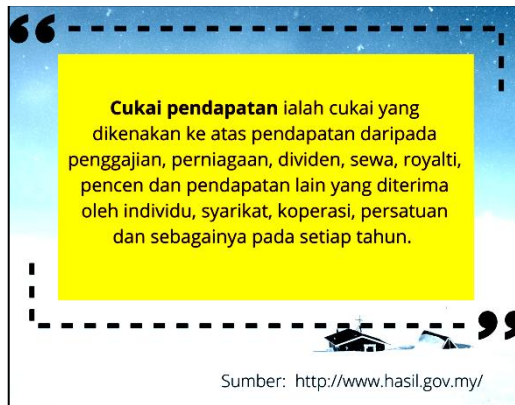 Cukai pendapatan ialah cukai yang
dikenakan ke atas pendapatan daripada
penggajian, perniagaan, dividen, sewa, royalti,
pencen dan pendapatan lain yang diterima
oleh individu, syarikat, koperasi, persatuan
dan sebagainya pada setiap tahun.
Sumber: http://www.hasil.gov.my/